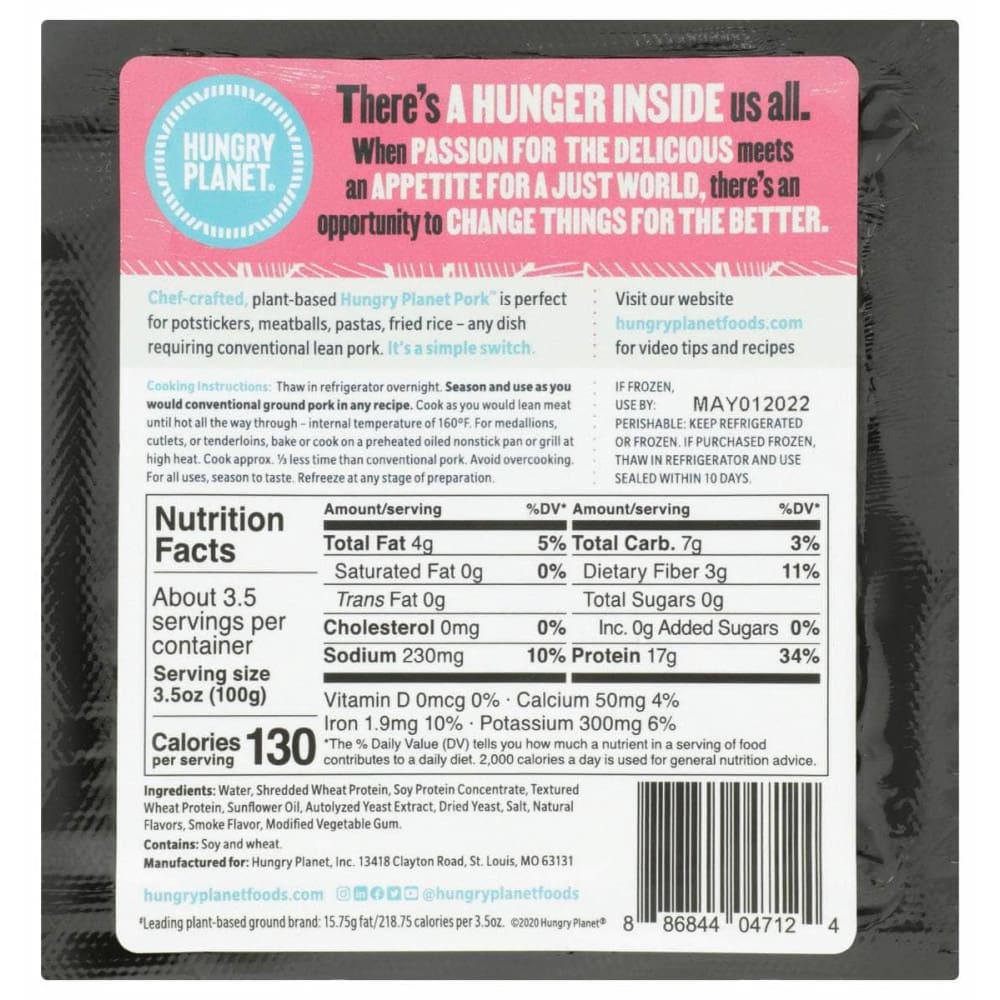 HUNGRY
PLANET®
There's A HUNGER INSIDE us all.
When PASSION FOR THE DELICIOUS meets
an APPETITE FOR A JUST WORLD, there's an
opportunity to CHANGE THINGS FOR THE BETTER.
Chef-crafted, plant-based Hungry Planet Pork™ is perfect
for potstickers, meatballs, pastas, fried rice – any dish
requiring conventional lean pork. It's a simple switch.
Visit our website
hungryplanetfoods.com
for video tips and recipes
Cooking Instructions: Thaw in refrigerator overnight. Season and use as you
would conventional ground pork in any recipe. Cook as you would lean meat
until hot all the way through – internal temperature of 160°F. For medallions,
cutlets, or tenderloins, bake or cook on a preheated oiled nonstick pan or grill at
high heat. Cook approx. ⅓ less time than conventional pork. Avoid overcooking.
For all uses, season to taste. Refreeze at any stage of preparation.
IF FROZEN,
USE BY: MAY012022
PERISHABLE: KEEP REFRIGERATED
OR FROZEN. IF PURCHASED FROZEN,
THAW IN REFRIGERATOR AND USE
SEALED WITHIN 10 DAYS.
Nutrition
Facts
About 3.5
servings per
container
Serving size
3.5oz (100g)
Calories
per serving 130
Amount/serving %DV*
Total Fat 4g 5%
Saturated Fat 0g 0%
Trans Fat 0g
Cholesterol 0mg 0%
Sodium 230mg 10%
Amount/serving %DV*
Total Carb. 7g 3%
Dietary Fiber 3g 11%
Total Sugars 0g
Inc. 0g Added Sugars 0%
Protein 17g 34%
Vitamin D 0mcg 0% · Calcium 50mg 4%
Iron 1.9mg 10% · Potassium 300mg 6%
*The % Daily Value (DV) tells you how much a nutrient in a serving of food
contributes to a daily diet. 2,000 calories a day is used for general nutrition advice.
Ingredients: Water, Shredded Wheat Protein, Soy Protein Concentrate, Textured
Wheat Protein, Sunflower Oil, Autolyzed Yeast Extract, Dried Yeast, Salt, Natural
Flavors, Smoke Flavor, Modified Vegetable Gum.
Contains: Soy and wheat.
Manufactured for: Hungry Planet, Inc. 13418 Clayton Road, St. Louis, MO 63131
hungryplanetfoods.com @hungryplanetfoods
#Leading plant-based ground brand: 15.75g fat/218.75 calories per 3.5oz. ©2020 Hungry Planet®
8 86844 04712 4